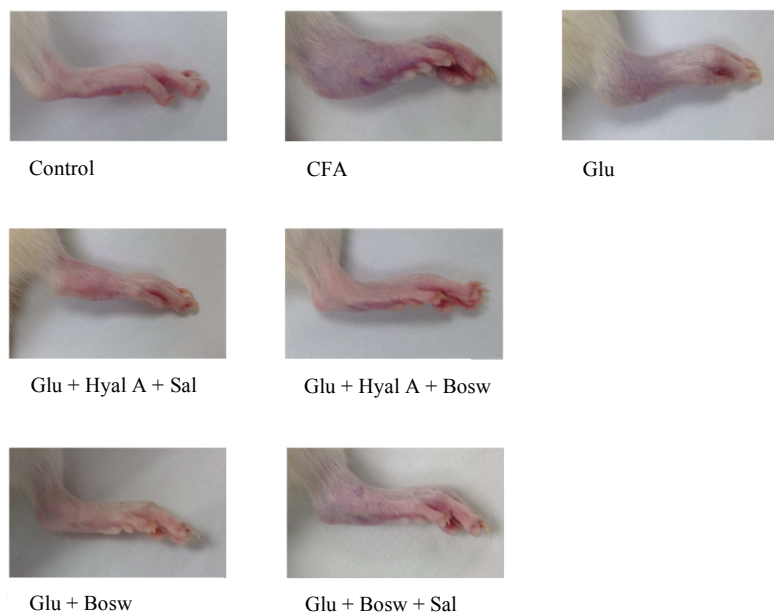 Control
CFA
Glu
Glu + Hyal A + Sal
Glu + Hyal A + Bosw
Glu + Bosw
Glu + Bosw + Sal